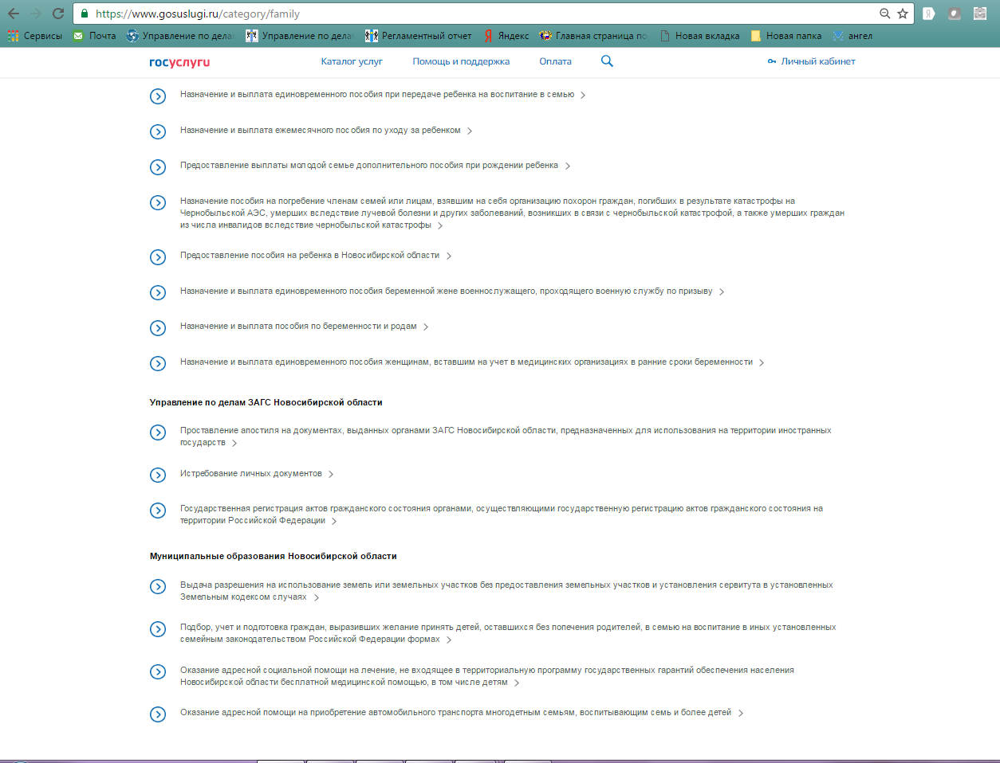 https://www.gosuslugi.ru/category/family
Сервисы Почта Управление по дела Управление по дела Регламентный отчет Яндекс Главная страница по Новая вкладка Новая папка ангел
госуслуги Каталог услуг Помощь и поддержка Оплата Личный кабинет
Назначение и выплата единовременного пособия при передаче ребенка на воспитание в семью
Назначение и выплата ежемесячного пособия по уходу за ребенком
Предоставление выплаты молодой семье дополнительного пособия при рождении ребенка
Назначение пособия на погребение членам семей или лицам, взявшим на себя организацию похорон граждан, погибших в результате катастрофы на
Чернобыльской АЭС, умерших вследствие лучевой болезни и других заболеваний, возникших в связи с чернобыльской катастрофой, а также умерших граждан
из числа инвалидов вследствие чернобыльской катастрофы
Предоставление пособия на ребенка в Новосибирской области
Назначение и выплата единовременного пособия беременной жене военнослужащего, проходящего военную службу по призыву
Назначение и выплата пособия по беременности и родам
Назначение и выплата единовременного пособия женщинам, вставшим на учет в медицинских организациях в ранние сроки беременности
Управление по делам ЗАГС Новосибирской области
Проставление апостиля на документах, выданных органами ЗАГС Новосибирской области, предназначенных для использования на территории иностранных
государств
Истребование личных документов
Государственная регистрация актов гражданского состояния органами, осуществляющими государственную регистрацию актов гражданского состояния на
территории Российской Федерации
Муниципальные образования Новосибирской области
Выдача разрешения на использование земель или земельных участков без предоставления земельных участков и установления сервитута в установленных
Земельным кодексом случаях
Подбор, учет и подготовка граждан, выразивших желание принять детей, оставшихся без попечения родителей, в семью на воспитание в иных установленных
семейным законодательством Российской Федерации формах
Оказание адресной социальной помощи на лечение, не входящее в территориальную программу государственных гарантий обеспечения населения
Новосибирской области бесплатной медицинской помощью, в том числе детям
Оказание адресной помощи на приобретение автомобильного транспорта многодетным семьям, воспитывающим семь и более детей